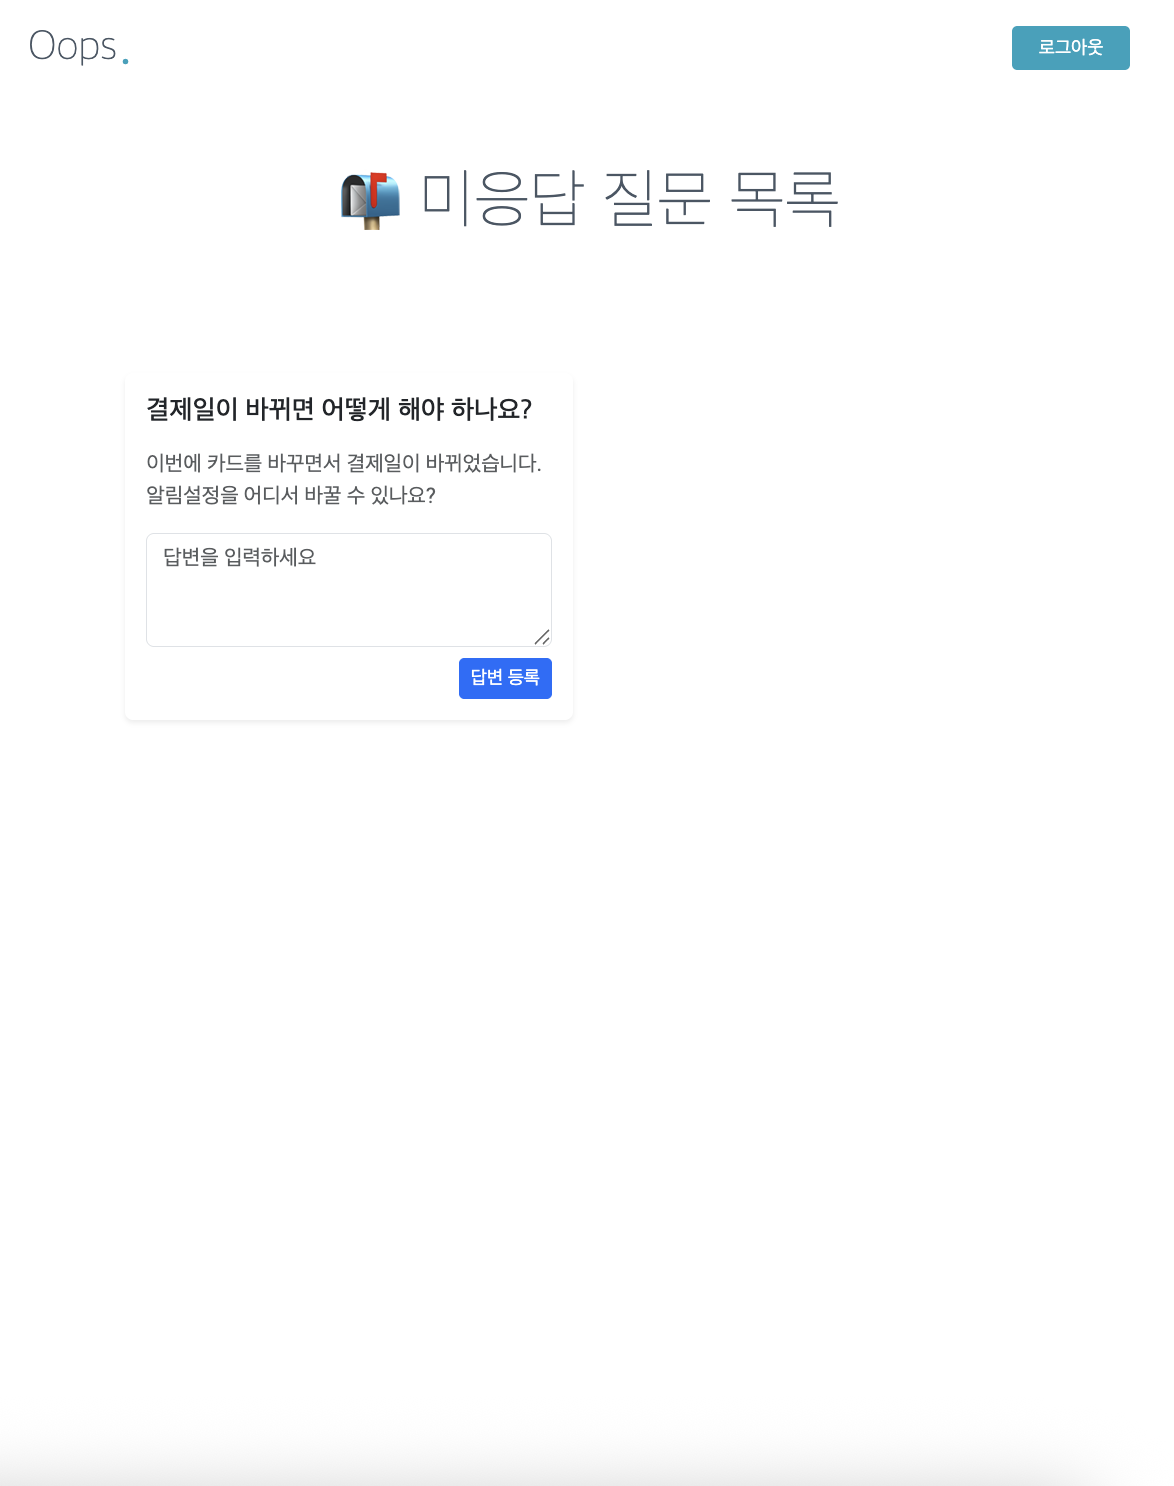 Oops.
로그아웃
미응답 질문 목록
결제일이 바뀌면 어떻게 해야 하나요?
이번에 카드를 바꾸면서 결제일이 바뀌었습니다.
알림설정을 어디서 바꿀 수 있나요?
답변을 입력하세요
답변 등록